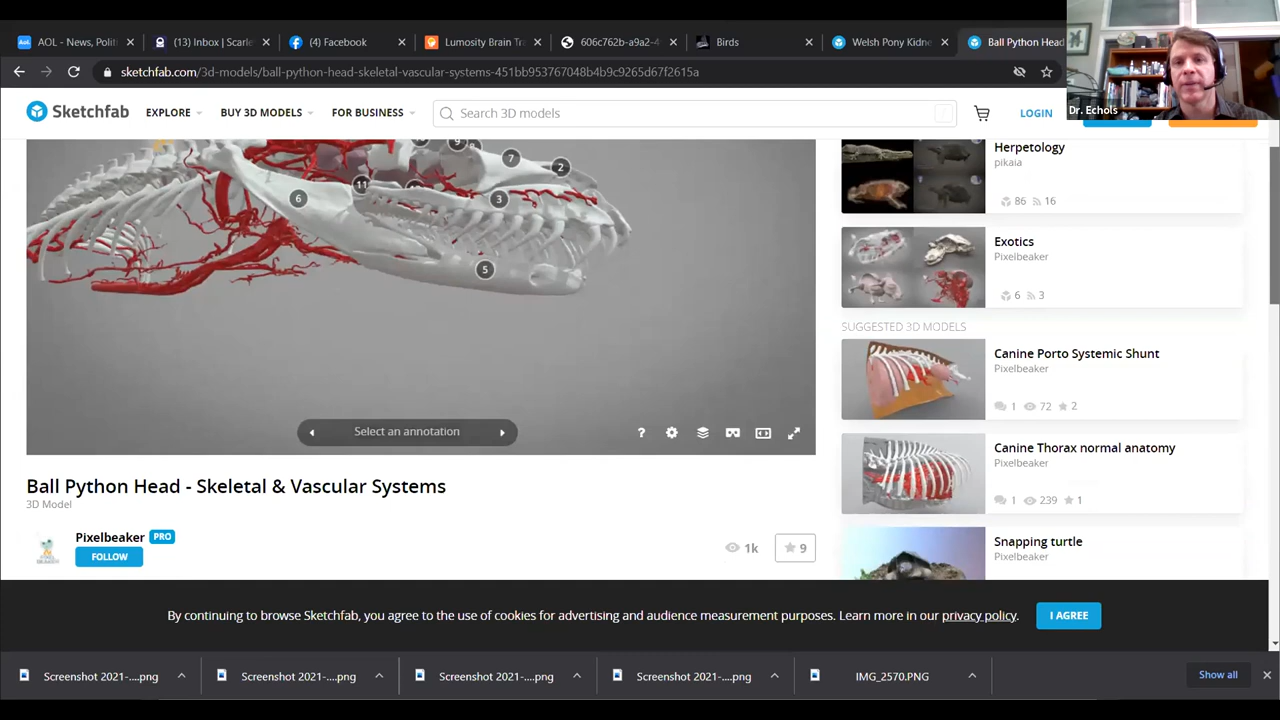 AOL - News, Polit
(13) Inbox | Scarle
(4) Facebook
Lumosity Brain Tr
606c762b-a9a2-4
Birds
Welsh Pony Kidne
Ball Python Head
sketchfab.com/3d-models/ball-python-head-skeletal-vascular-systems-451bb953767048b4b9c9265d67f2615a
Dr. Echols
Sketchfab
EXPLORE
BUY 3D MODELS
FOR BUSINESS
Search 3D models
LOGIN
9
7
2
11
6
3
5
Select an annotation
?
Ball Python Head - Skeletal & Vascular Systems
3D Model
Pixelbeaker PRO
FOLLOW
1k
9
Herpetology
pikaia
86 16
Exotics
Pixelbeaker
6 3
SUGGESTED 3D MODELS
Canine Porto Systemic Shunt
Pixelbeaker
1 72 2
Canine Thorax normal anatomy
Pixelbeaker
1 239 1
Snapping turtle
Pixelbeaker
By continuing to browse Sketchfab, you agree to the use of cookies for advertising and audience measurement purposes. Learn more in our privacy policy.
I AGREE
Screenshot 2021-....png
Screenshot 2021-....png
Screenshot 2021-....png
Screenshot 2021-....png
IMG_2570.PNG
Show all